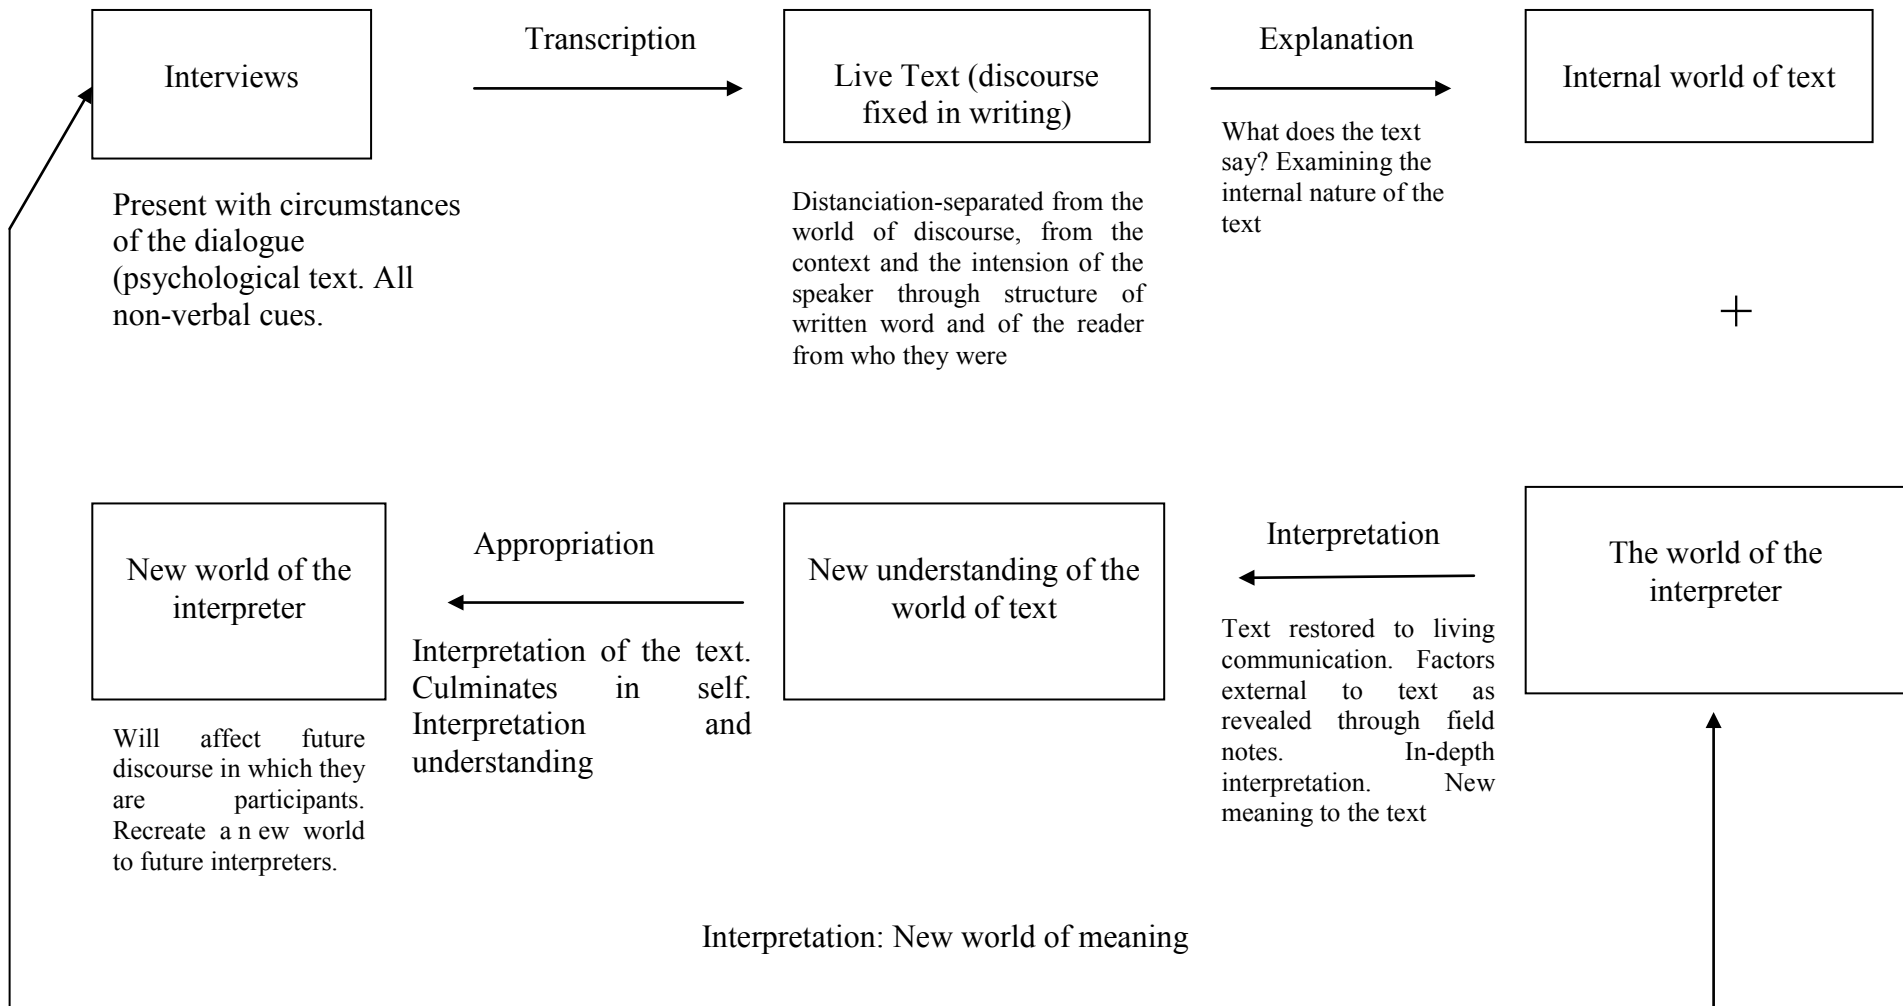 Interviews
Transcription
Live Text (discourse
fixed in writing)
Explanation
Internal world of text
Present with circumstances
of the dialogue
(psychological text. All
non-verbal cues.
Distanciation-separated from the
world of discourse, from the
context and the intension of the
speaker through structure of
written word and of the reader
from who they were
What does the text
say? Examining the
internal nature of the
text
+
New world of the
interpreter
Appropriation
New understanding of the
world of text
Interpretation
The world of the
interpreter
Will affect future
discourse in which they
are participants.
Recreate a n ew world
to future interpreters.
Interpretation of the text.
Culminates in self.
Interpretation and
understanding
Text restored to living
communication. Factors
external to text as
revealed through field
notes. In-depth
interpretation. New
meaning to the text
Interpretation: New world of meaning